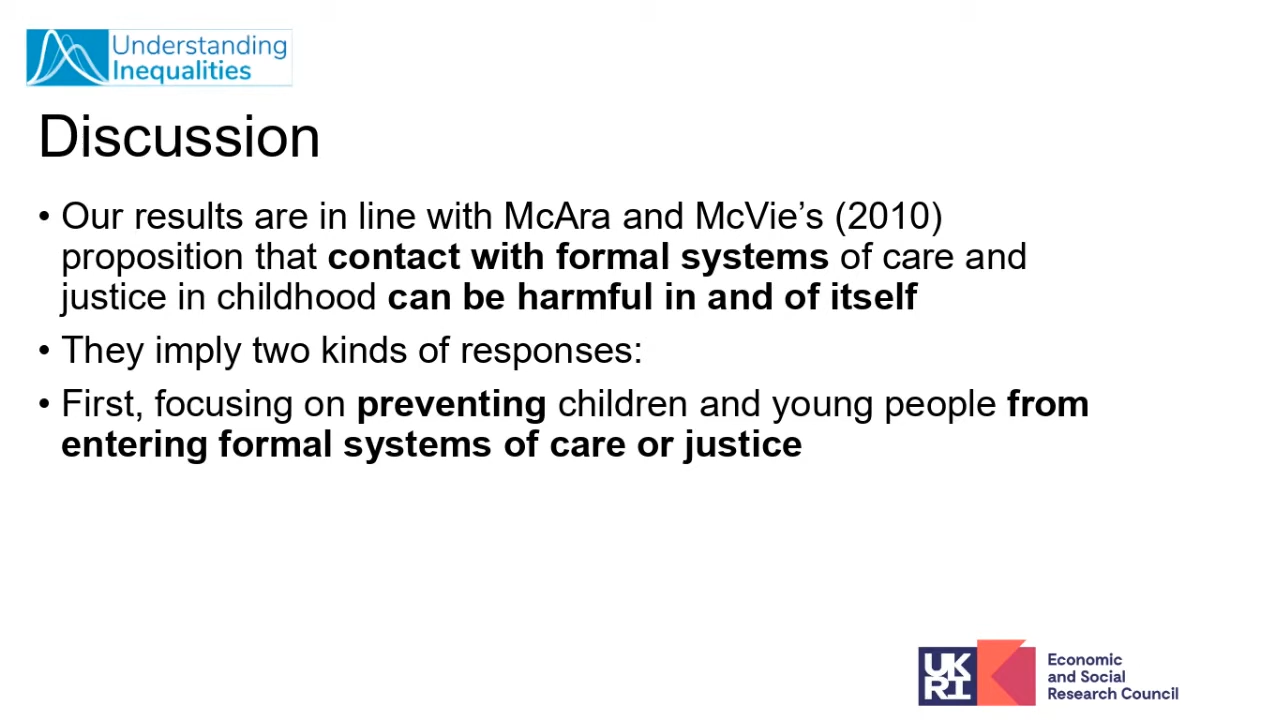 Understanding
Inequalities
Discussion
• Our results are in line with McAra and McVie’s (2010)
proposition that contact with formal systems of care and
justice in childhood can be harmful in and of itself
• They imply two kinds of responses:
• First, focusing on preventing children and young people from
entering formal systems of care or justice
UK
RI
Economic
and Social
Research Council